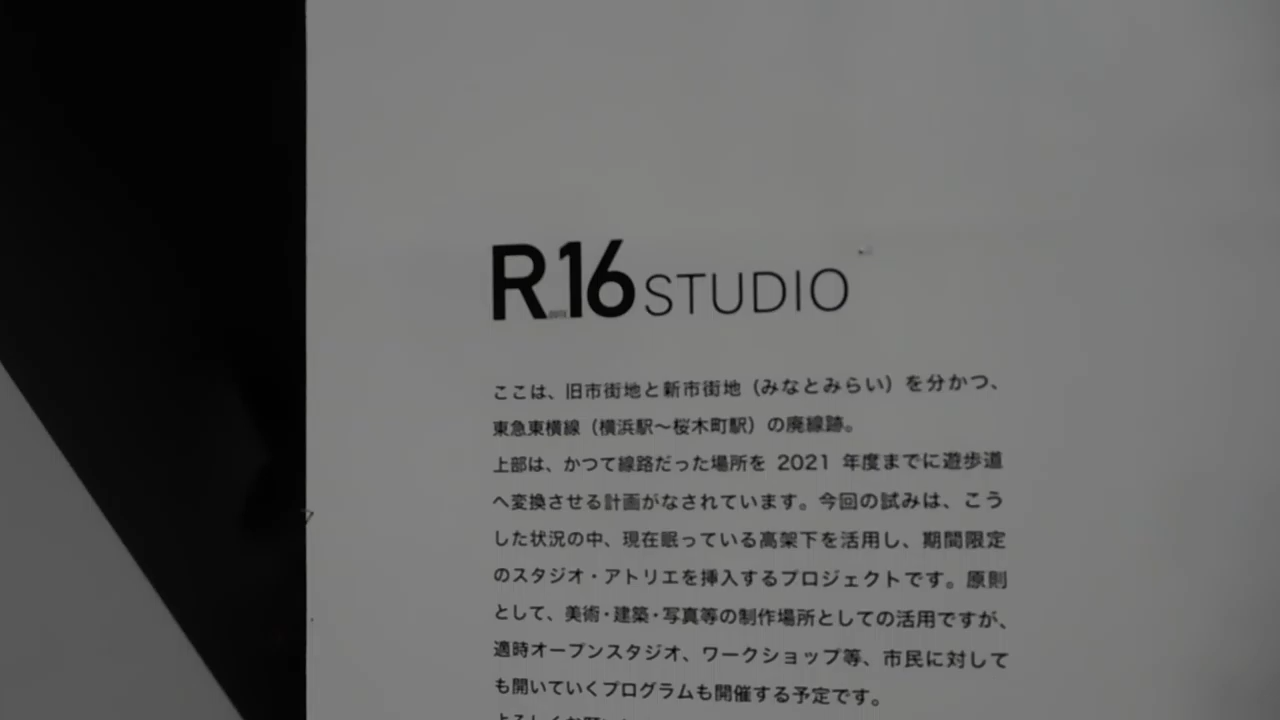 R16 STUDIO
ここは、旧市街地と新市街地（みなとみらい）を分かつ、
東急東横線（横浜駅〜桜木町駅）の廃線跡。
上部は、かつて線路だった場所を 2021 年度までに遊歩道
へ変換させる計画がなされています。今回の試みは、こう
した状況の中、現在眠っている高架下を活用し、期間限定
のスタジオ・アトリエを挿入するプロジェクトです。原則
として、美術・建築・写真等の制作場所としての活用ですが、
適時オープンスタジオ、ワークショップ等、市民に対して
も開いていくプログラムも開催する予定です。